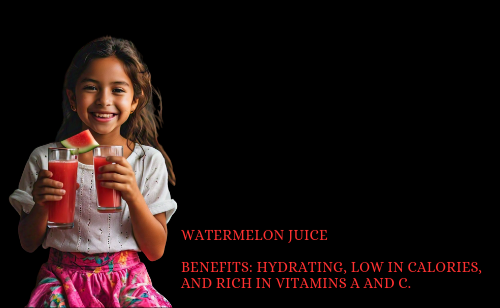 WATERMELON JUICE
BENEFITS: HYDRATING, LOW IN CALORIES,
AND RICH IN VITAMINS A AND C.